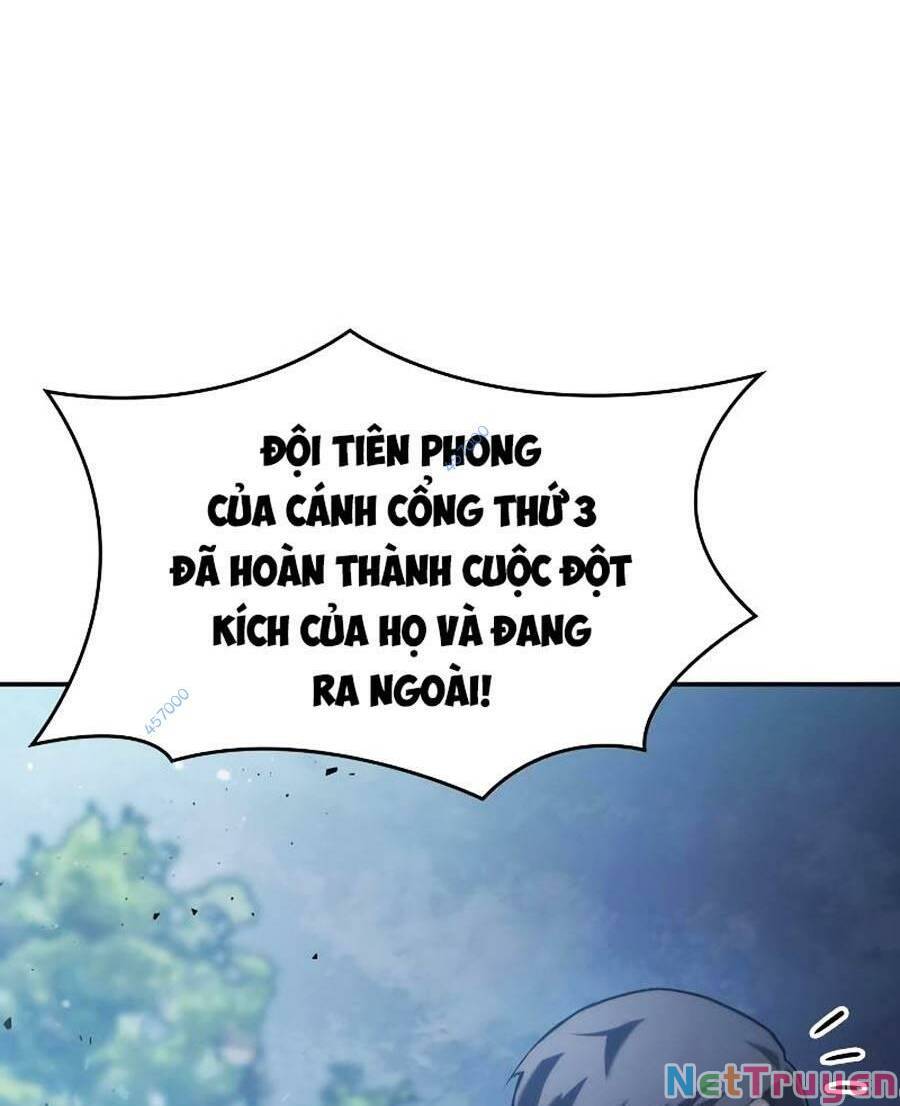 ĐỘI TIÊN PHONG
CỦA CÁNH CỔNG THỨ 3
ĐÃ HOÀN THÀNH CUỘC ĐỘT
KÍCH CỦA HỌ VÀ ĐANG
RA NGOÀI!
457000
457000
NetTruyen